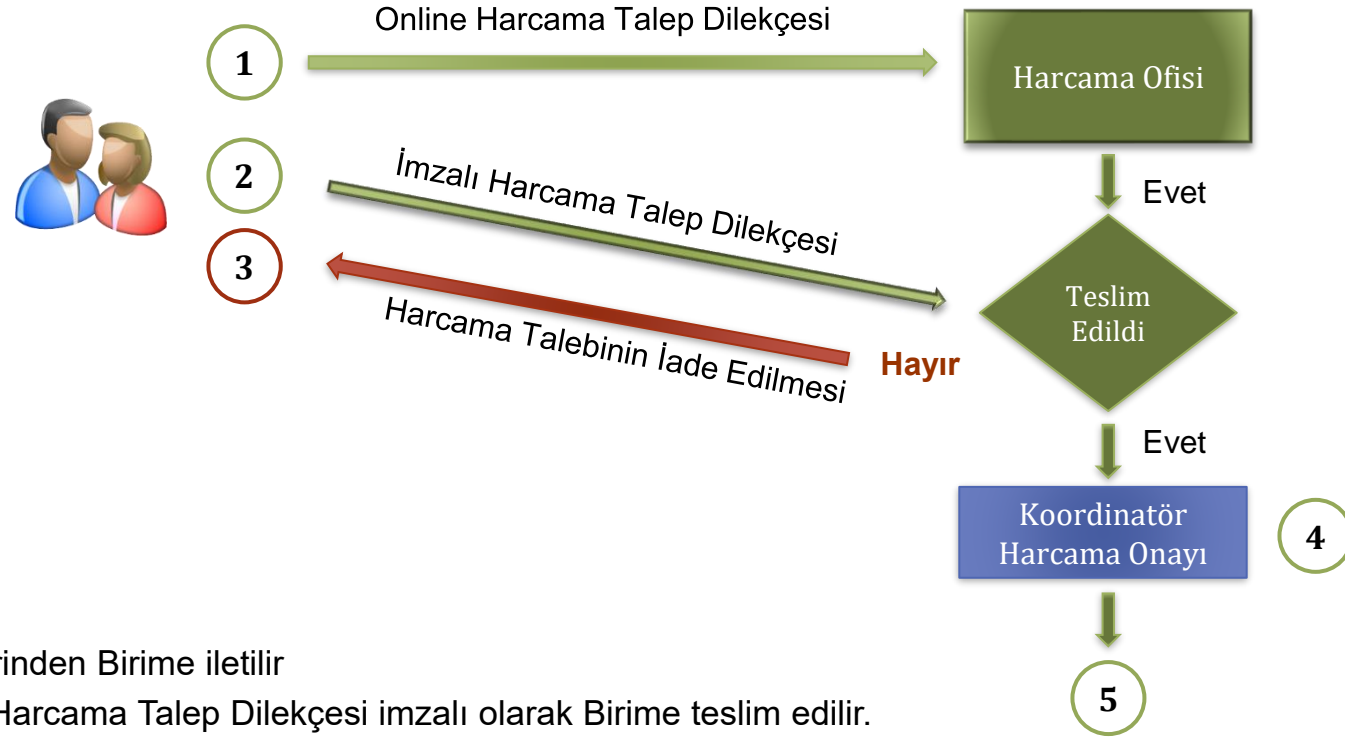 Online Harcama Talep Dilekçesi
1
Harcama Ofisi
2
İmzalı Harcama Talep Dilekçesi
Evet
3
Teslim
Edildi
Harcama Talebinin İade Edilmesi
Hayır
Evet
Koordinatör
Harcama Onayı
4
rinden Birime iletilir
Harcama Talep Dilekçesi imzalı olarak Birime teslim edilir.
5